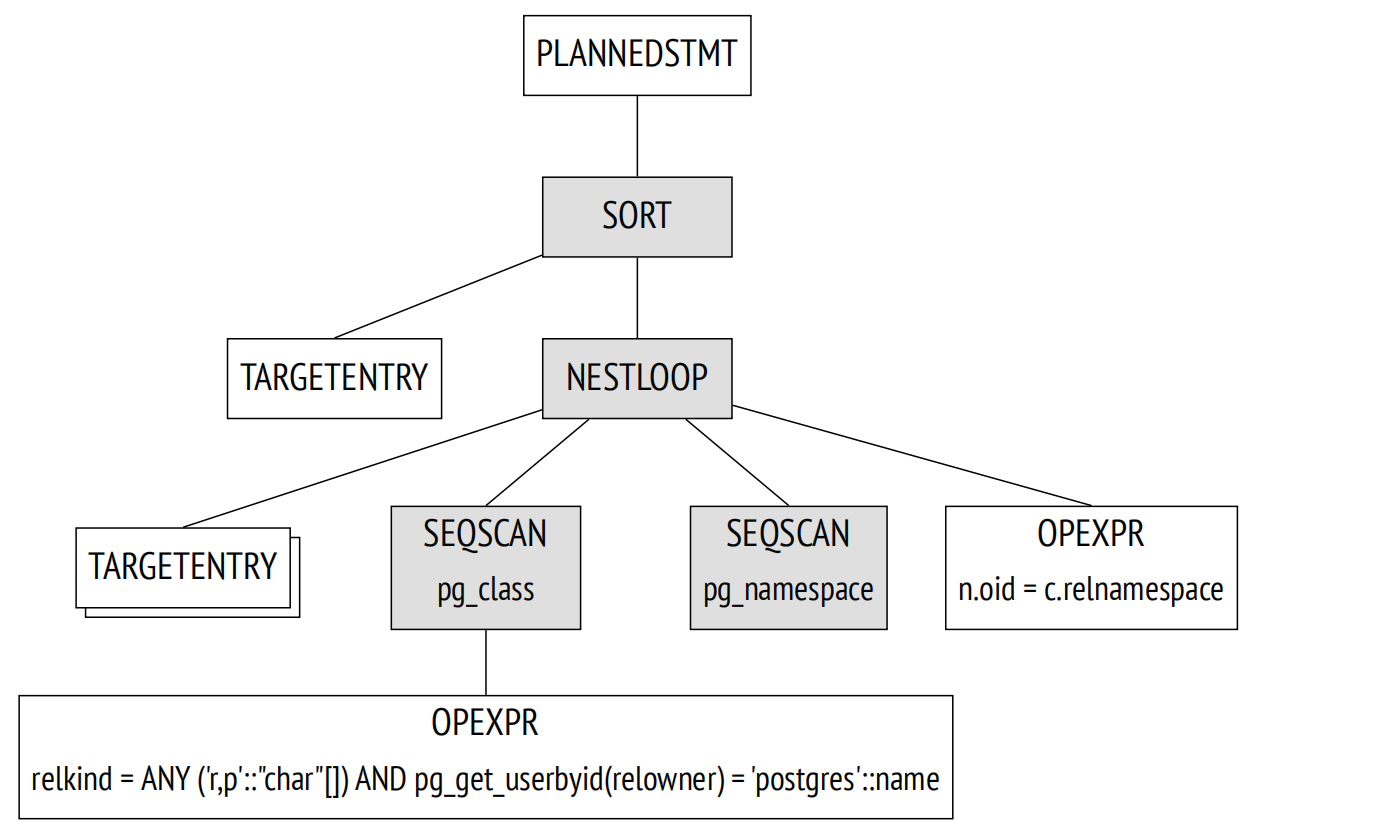 PLANNEDSTMT
SORT
TARGETENTRY
NESTLOOP
TARGETENTRY
SEQSCAN
pg_class
SEQSCAN
pg_namespace
OPEXPR
n.oid = c.relnamespace
OPEXPR
relkind = ANY ('r,p'::"char"[]) AND pg_get_userbyid(relowner) = 'postgres'::name